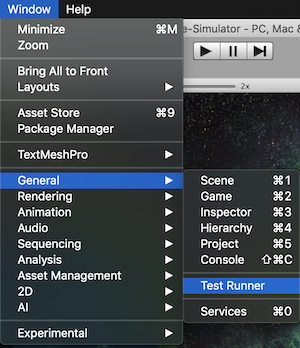 Window Help
Minimize ⌘M
Zoom
e-Simulator - PC, Mac &
Bring All to Front
Layouts
2x
Asset Store ⌘9
Package Manager
TextMeshPro
General
Rendering
Animation
Audio
Sequencing
Analysis
Asset Management
2D
AI
Experimental
Scene ⌘1
Game ⌘2
Inspector ⌘3
Hierarchy ⌘4
Project ⌘5
Console ⇧⌘C
Test Runner
Services ⌘0